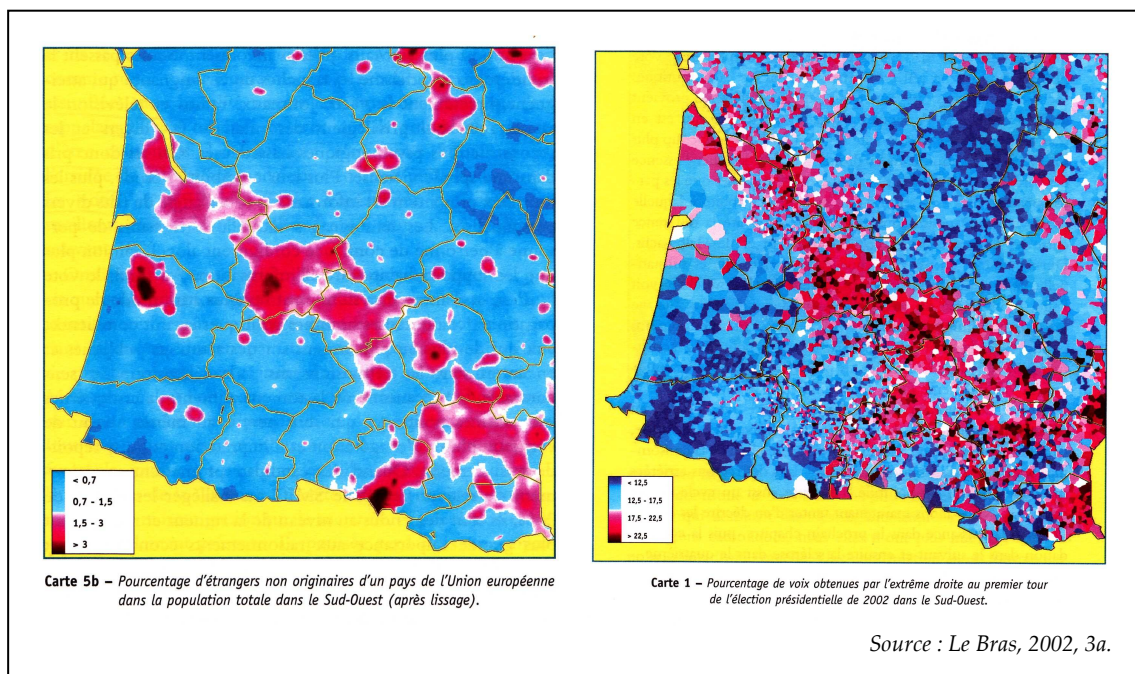 < 0,7
0,7 - 1,5
1,5 - 3
> 3
Carte 5b – Pourcentage d'étrangers non originaires d'un pays de l'Union européenne
dans la population totale dans le Sud-Ouest (après lissage).
< 12,5
12,5 - 17,5
17,5 - 22,5
> 22,5
Carte 1 – Pourcentage de voix obtenues par l'extrême droite au premier tour
de l'élection présidentielle de 2002 dans le Sud-Ouest.
Source : Le Bras, 2002, 3a.